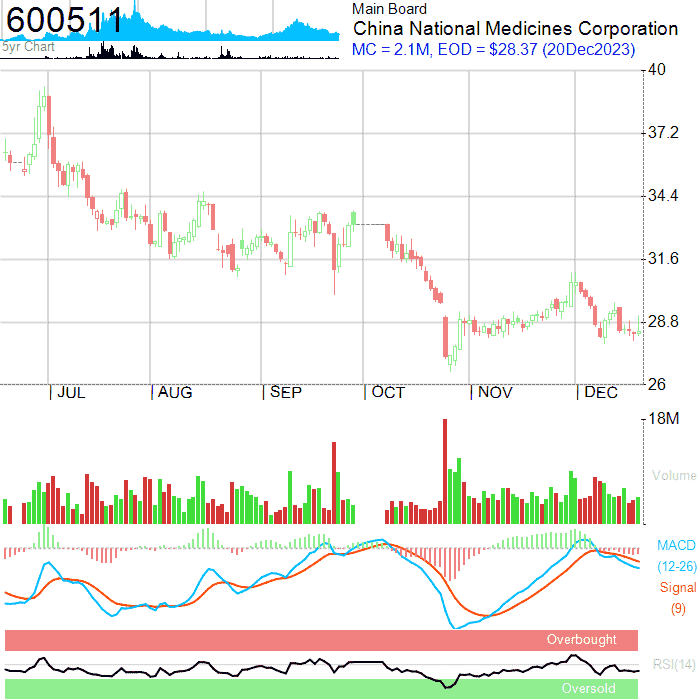 600511
5yr Chart
Main Board
China National Medicines Corporation
MC = 2.1M, EOD = $28.37 (20Dec2023)
40
37.2
34.4
31.6
28.8
26
JUL AUG SEP OCT NOV DEC
18M
Volume
MACD
(12-26)
Signal
(9)
Overbought
RSI(14)
Oversold